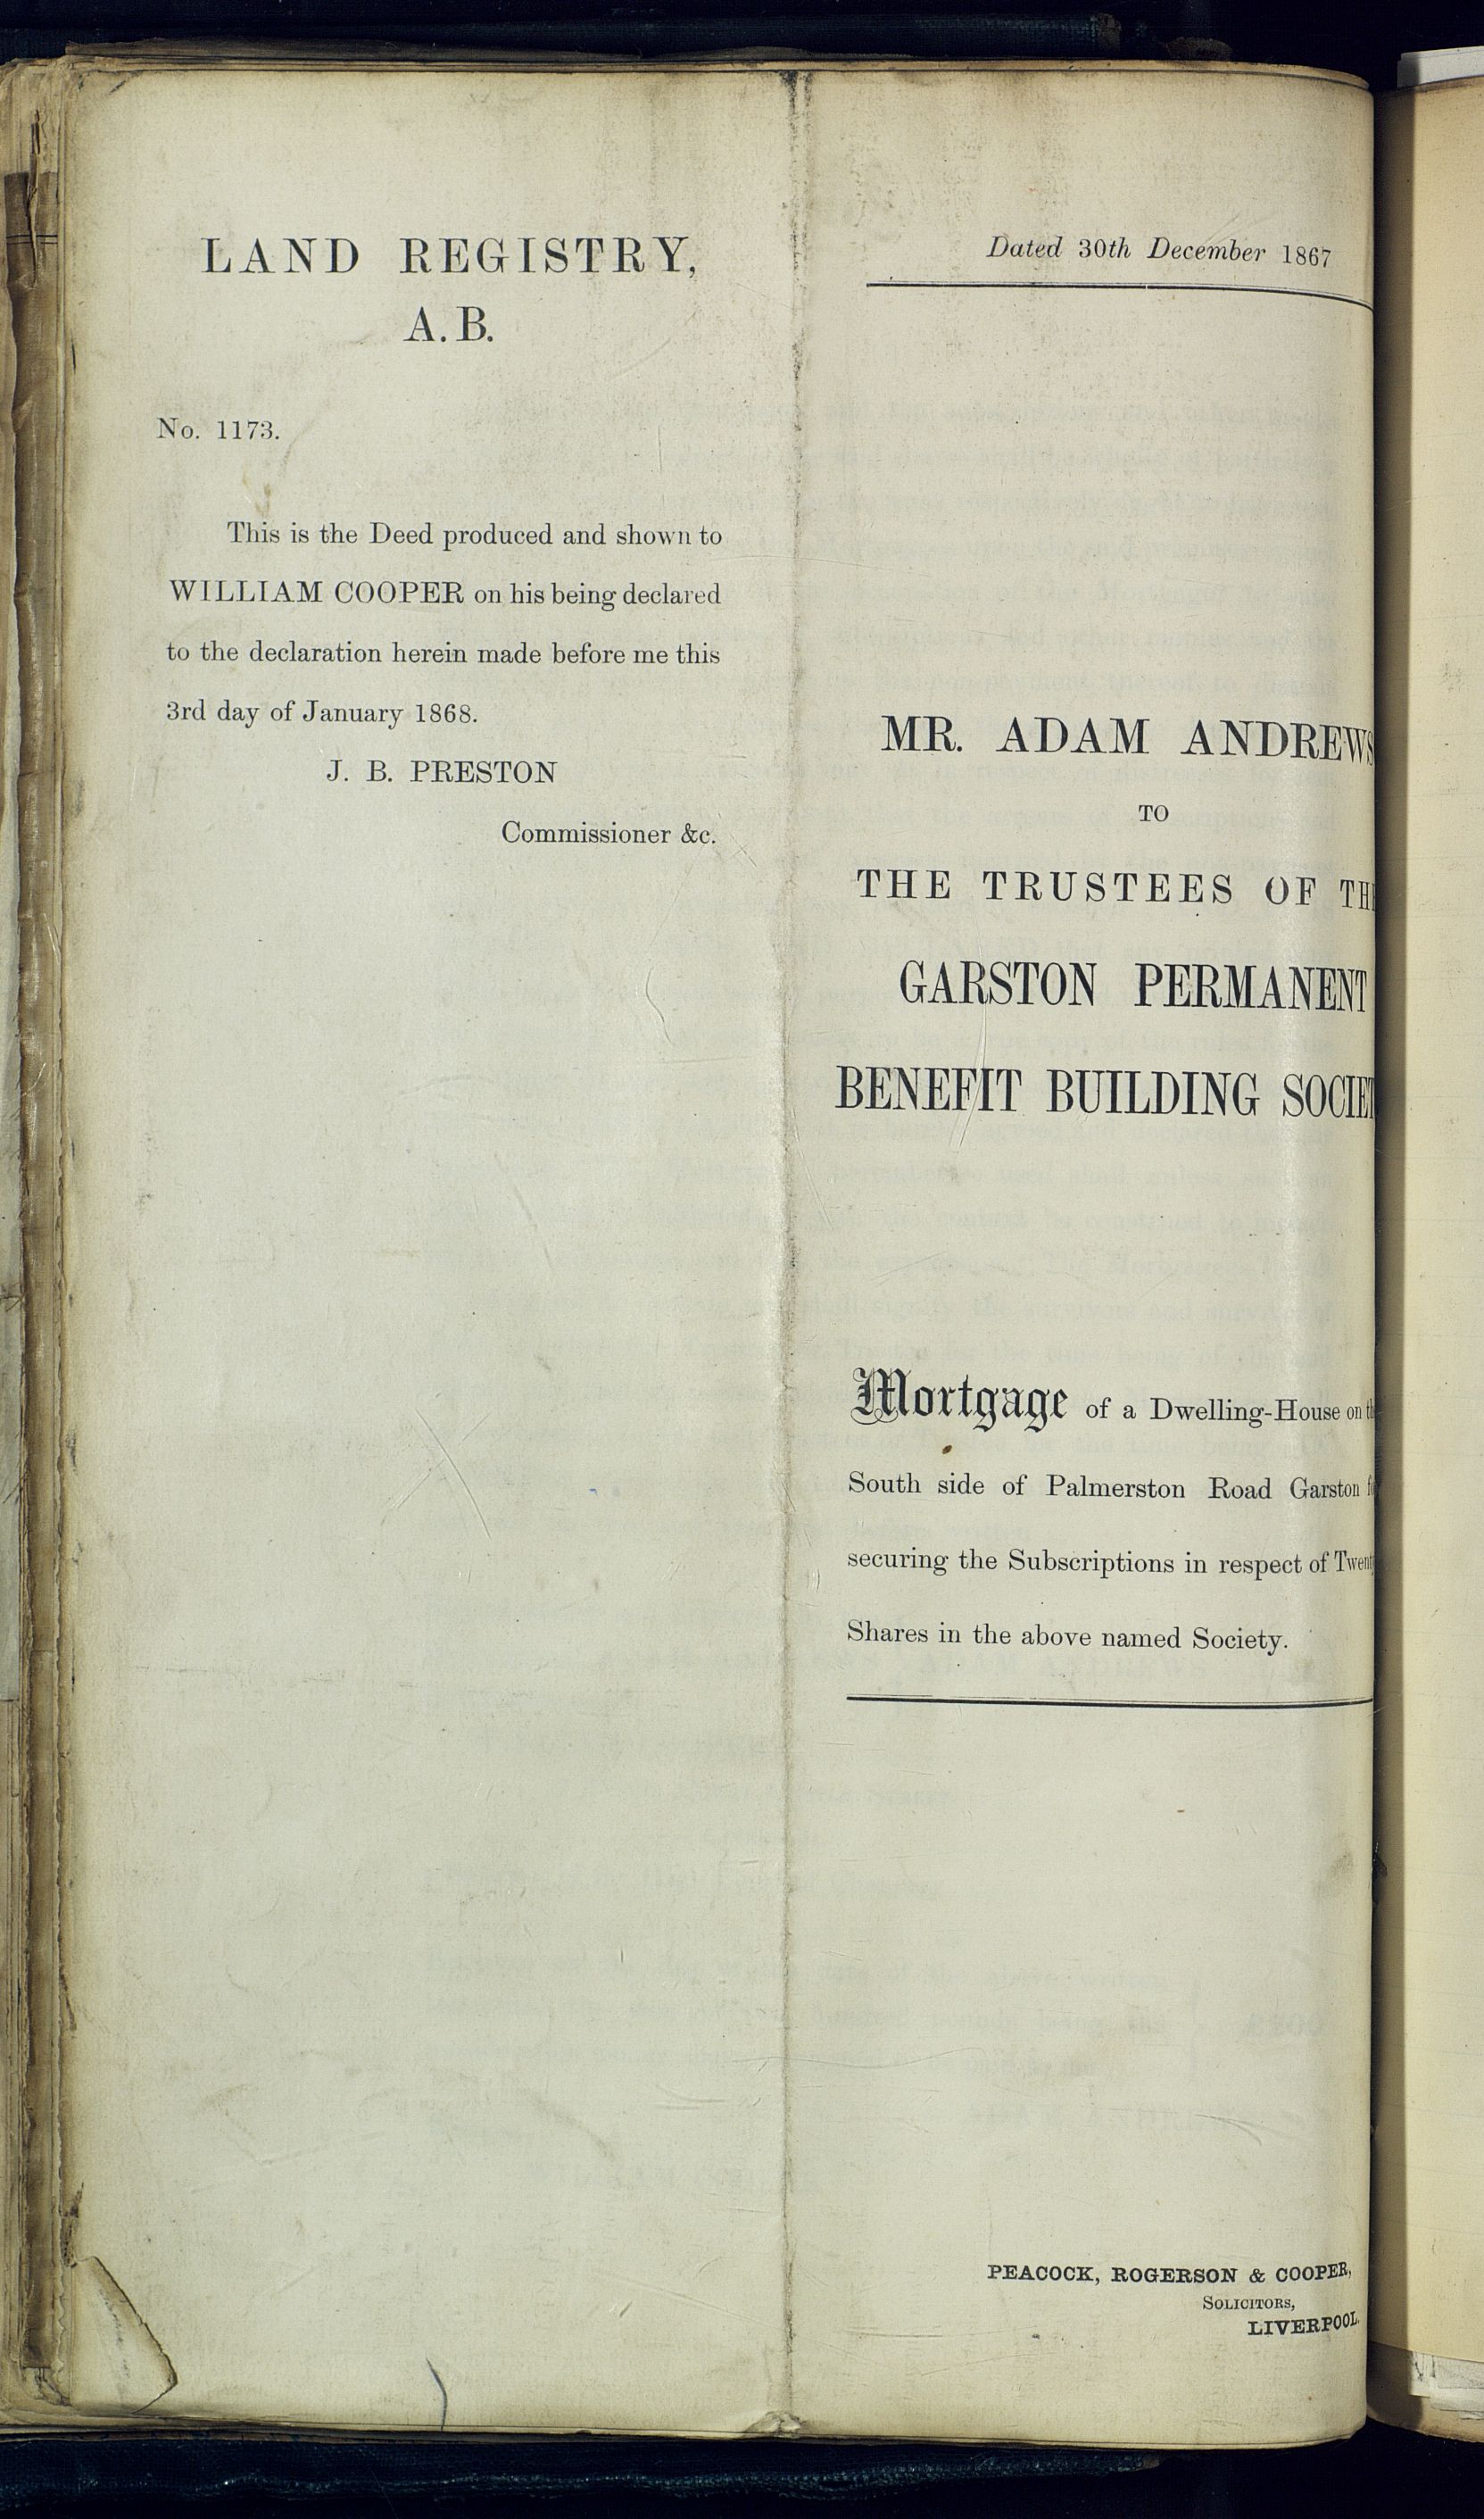 LAND REGISTRY,
A. B.
No. 1173.
This is the Deed produced and shown to
WILLIAM COOPER on his being declared
to the declaration herein made before me this
3rd day of January 1868.
J. B. PRESTON
Commissioner &c.
Dated 30th December 1867
MR. ADAM ANDREWS
TO
THE TRUSTEES OF THE
GARSTON PERMANENT
BENEFIT BUILDING SOCIET
Mortgage of a Dwelling-House on th
South side of Palmerston Road Garston fo
securing the Subscriptions in respect of Twent
Shares in the above named Society.
PEACOCK, ROGERSON & COOPER,
SOLICITORS,
LIVERPOOL.